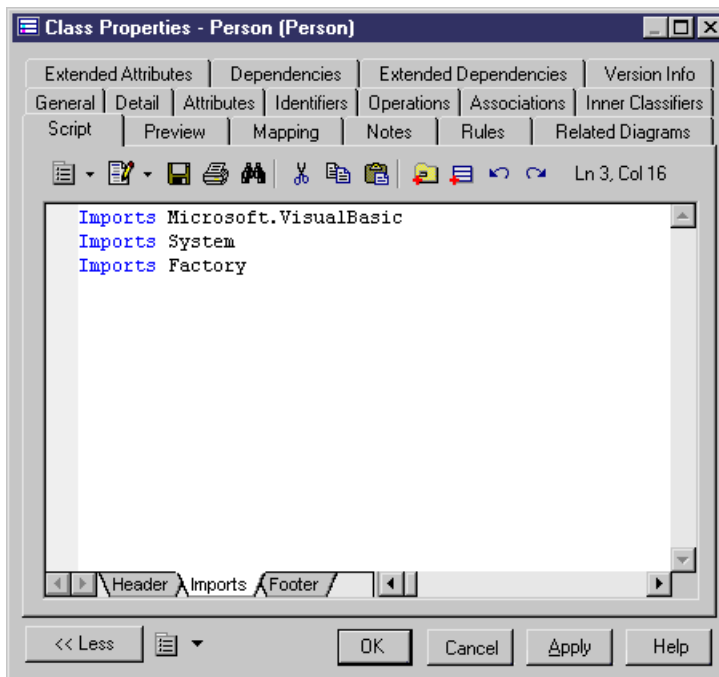 Class Properties - Person (Person)
Extended Attributes Dependencies Extended Dependencies Version Info
General Detail Attributes Identifiers Operations Associations Inner Classifiers
Script Preview Mapping Notes Rules Related Diagrams
Ln 3, Col 16
Imports Microsoft.VisualBasic
Imports System
Imports Factory
Header Imports Footer
<< Less OK Cancel Apply Help